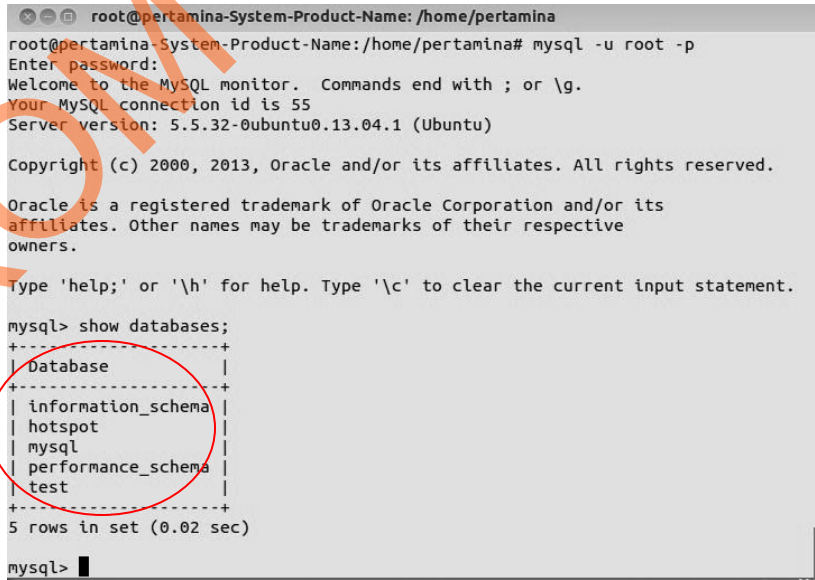 root@pertamina-System-Product-Name: /home/pertamina
root@pertamina-System-Product-Name:/home/pertamina# mysql -u root -p
Enter password:
Welcome to the MySQL monitor.  Commands end with ; or \g.
Your MySQL connection id is 55
Server version: 5.5.32-0ubuntu0.13.04.1 (Ubuntu)
Copyright (c) 2000, 2013, Oracle and/or its affiliates. All rights reserved.
Oracle is a registered trademark of Oracle Corporation and/or its
affiliates. Other names may be trademarks of their respective
owners.
Type 'help;' or '\h' for help. Type '\c' to clear the current input statement.
mysql> show databases;
+--------------------+
| Database           |
+--------------------+
| information_schema |
| hotspot            |
| mysql              |
| performance_schema |
| test               |
+--------------------+
5 rows in set (0.02 sec)
mysql>